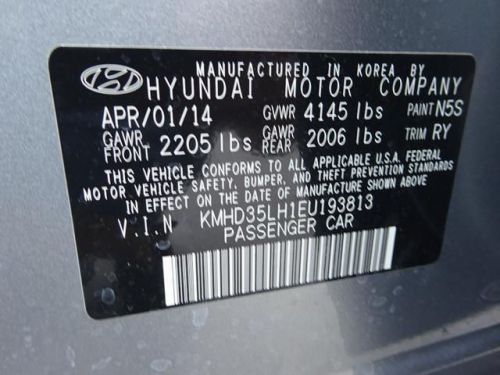 MANUFACTURED IN KOREA BY
HYUNDAI MOTOR COMPANY
APR/01/14 GVWR 4145 lbs PAINT N5S
GAWR FRONT 2205 lbs GAWR REAR 2006 lbs TRIM RY
THIS VEHICLE CONFORMS TO ALL APPLICABLE U.S.A. FEDERAL
MOTOR VEHICLE SAFETY, BUMPER, AND THEFT PREVENTION
STANDARDS IN EFFECT ON THE DATE OF MANUFACTURE SHOWN ABOVE.
V.I.N KMHD35LH1EU193813
PASSENGER CAR